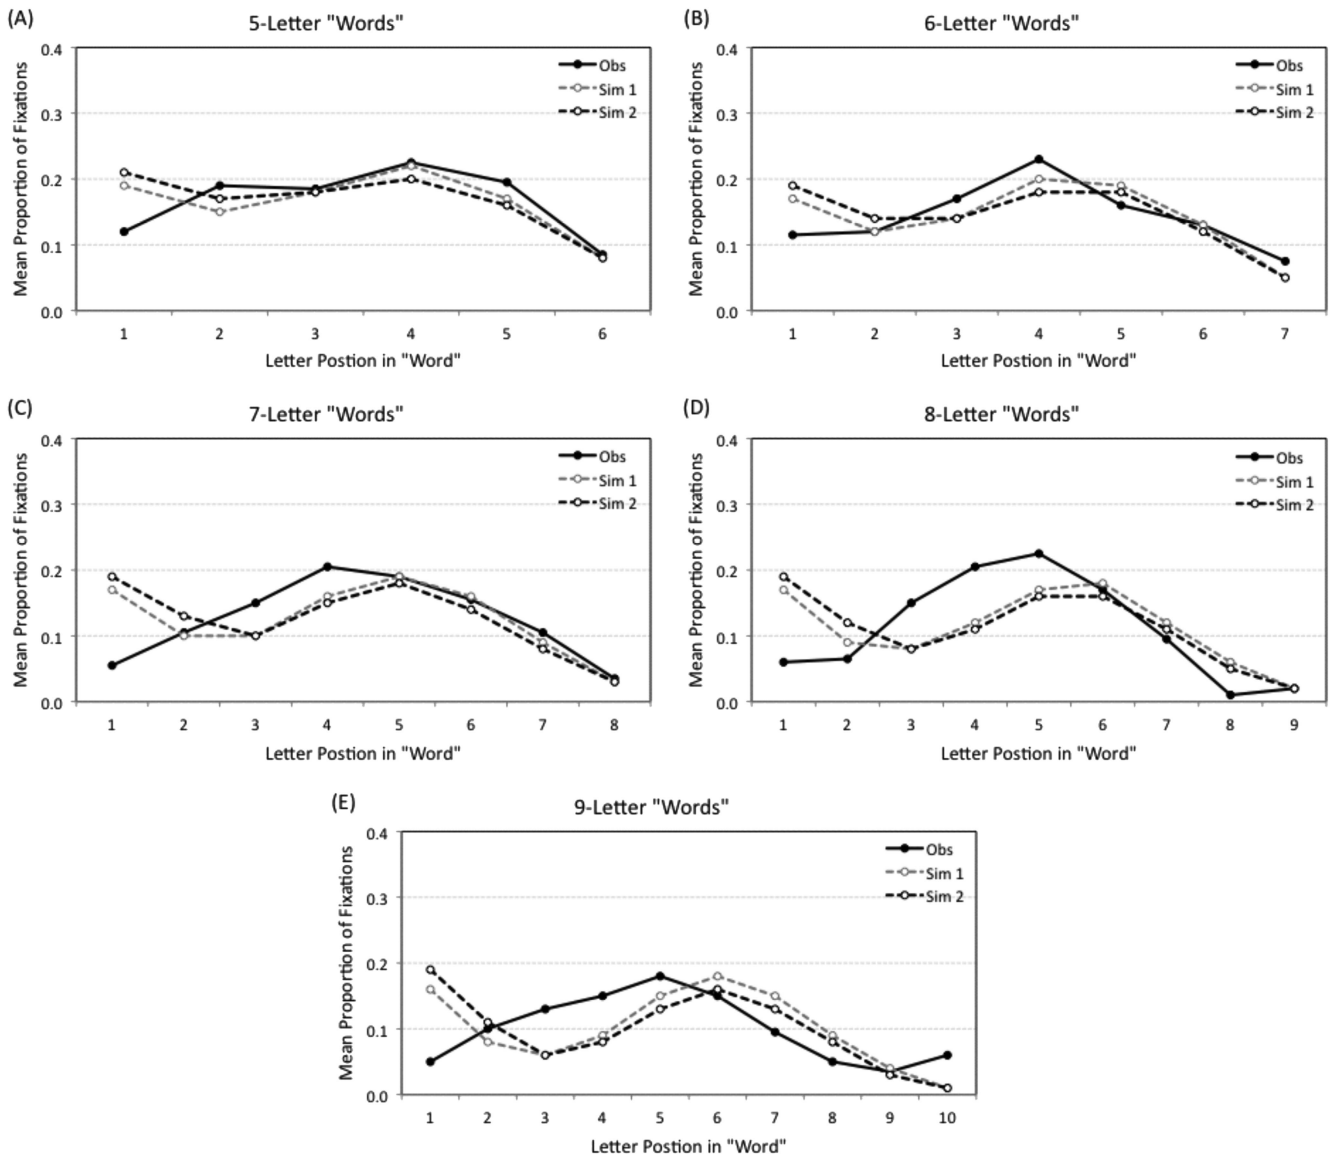 (A)
5-Letter "Words"
Mean Proportion of Fixations
0.4
0.3
0.2
0.1
0.0
Obs
Sim 1
Sim 2
1 2 3 4 5 6
Letter Postion in "Word"
(B)
6-Letter "Words"
Mean Proportion of Fixations
0.4
0.3
0.2
0.1
0.0
Obs
Sim 1
Sim 2
1 2 3 4 5 6 7
Letter Postion in "Word"
(C)
7-Letter "Words"
Mean Proportion of Fixations
0.4
0.3
0.2
0.1
0.0
Obs
Sim 1
Sim 2
1 2 3 4 5 6 7 8
Letter Postion in "Word"
(D)
8-Letter "Words"
Mean Proportion of Fixations
0.4
0.3
0.2
0.1
0.0
Obs
Sim 1
Sim 2
1 2 3 4 5 6 7 8 9
Letter Postion in "Word"
(E)
9-Letter "Words"
Mean Proportion of Fixations
0.4
0.3
0.2
0.1
0.0
Obs
Sim 1
Sim 2
1 2 3 4 5 6 7 8 9 10
Letter Postion in "Word"